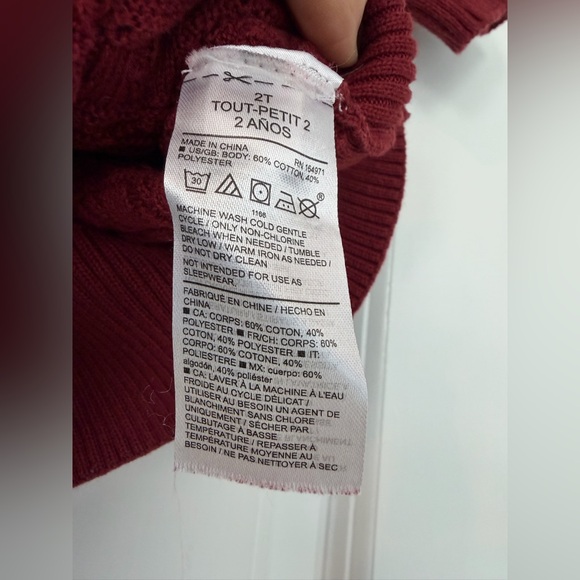 2T
TOUT-PETIT 2
2 AÑOS
MADE IN CHINA RN 164971
■ US/GB: BODY: 60% COTTON, 40%
POLYESTER
30
®
1108
MACHINE WASH COLD GENTLE
CYCLE / ONLY NON-CHLORINE
BLEACH WHEN NEEDED / TUMBLE
DRY LOW / WARM IRON AS NEEDED /
DO NOT DRY CLEAN
NOT INTENDED FOR USE AS
SLEEPWEAR.
FABRIQUÉ EN CHINE / HECHO EN
CHINA
■ CA: CORPS: 60% COTON, 40%
POLYESTER ■ FR/CH: CORPS: 60%
COTON, 40% POLYESTER ■ IT:
CORPO: 60% COTONE, 40%
POLIESTERE ■ MX: cuerpo: 60%
algodón, 40% poliéster
■ CA: LAVER À LA MACHINE À L'EAU
FROIDE AU CYCLE DÉLICAT /
UTILISER AU BESOIN UN AGENT DE
BLANCHIMENT SANS CHLORE
UNIQUEMENT / SÉCHER PAR
CULBUTAGE À BASSE
TEMPÉRATURE / REPASSER À
TEMPÉRATURE MOYENNE AU
BESOIN / NE PAS NETTOYER À SEC